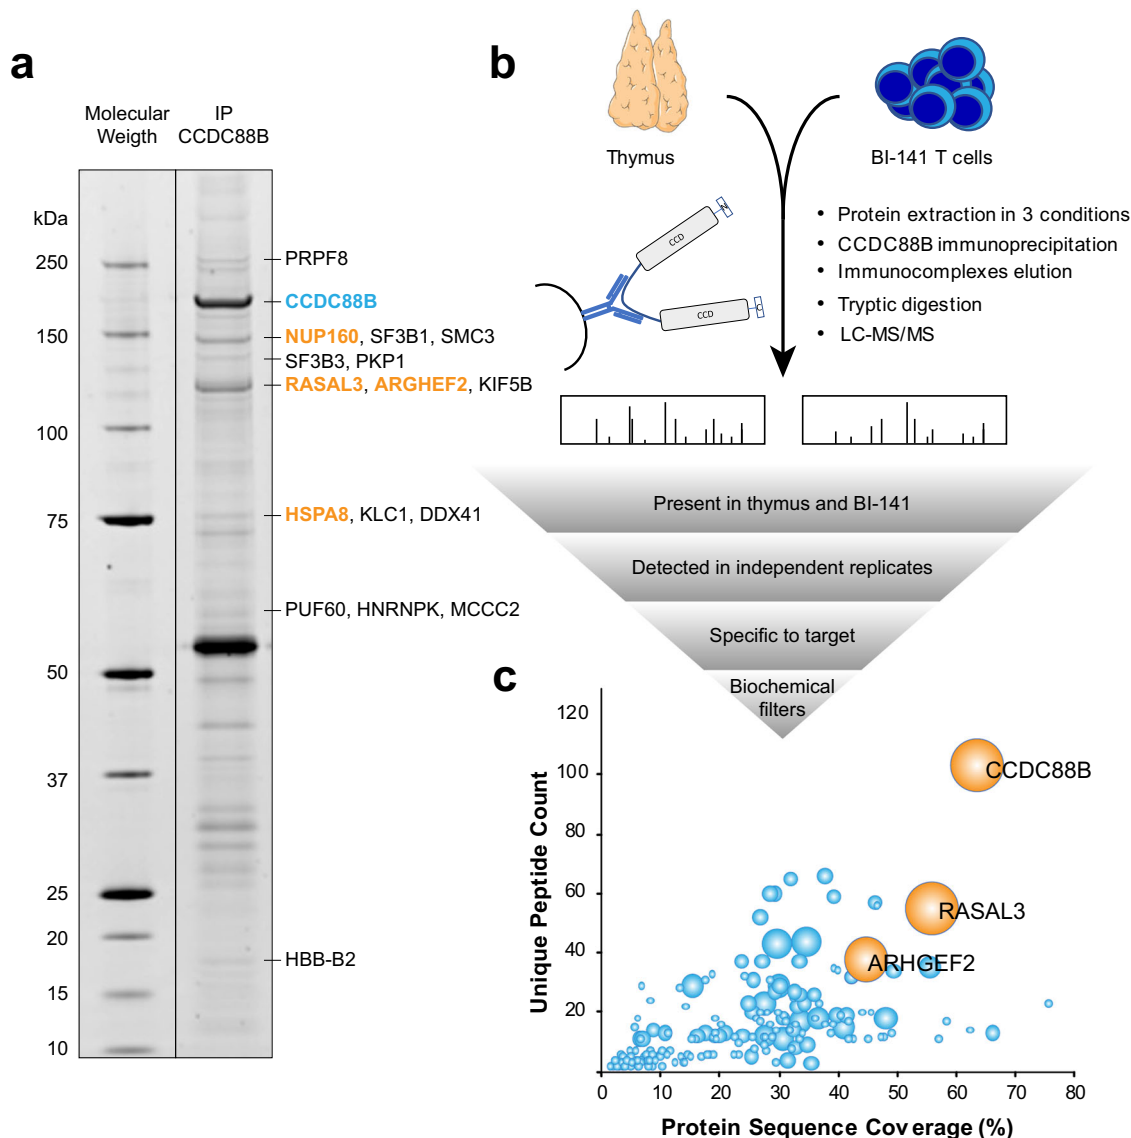 a
Molecular
Weigth
IP
CCDC88B
kDa
250
150
100
75
50
37
25
20
15
10
PRPF8
CCDC88B
NUP160, SF3B1, SMC3
SF3B3, PKP1
RASAL3, ARGHEF2, KIF5B
HSPA8, KLC1, DDX41
PUF60, HNRNPK, MCCC2
HBB-B2
b
Thymus
BI-141 T cells
CCD
N
CCD
C
• Protein extraction in 3 conditions
• CCDC88B immunoprecipitation
• Immunocomplexes elution
• Tryptic digestion
• LC-MS/MS
Present in thymus and BI-141
Detected in independent replicates
Specific to target
Biochemical
filters
c
Unique Peptide Count
120
100
80
60
40
20
CCDC88B
RASAL3
ARHGEF2
0 10 20 30 40 50 60 70 80
Protein Sequence Coverage (%)